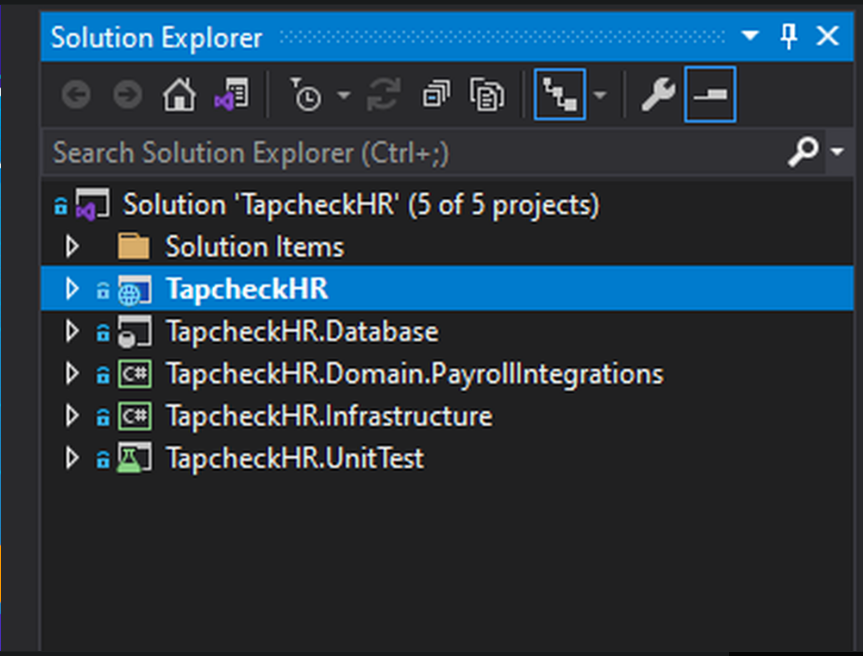 Solution Explorer
Search Solution Explorer (Ctrl+;)
Solution 'TapcheckHR' (5 of 5 projects)
Solution Items
TapcheckHR
TapcheckHR.Database
C# TapcheckHR.Domain.PayrollIntegrations
C# TapcheckHR.Infrastructure
TapcheckHR.UnitTest